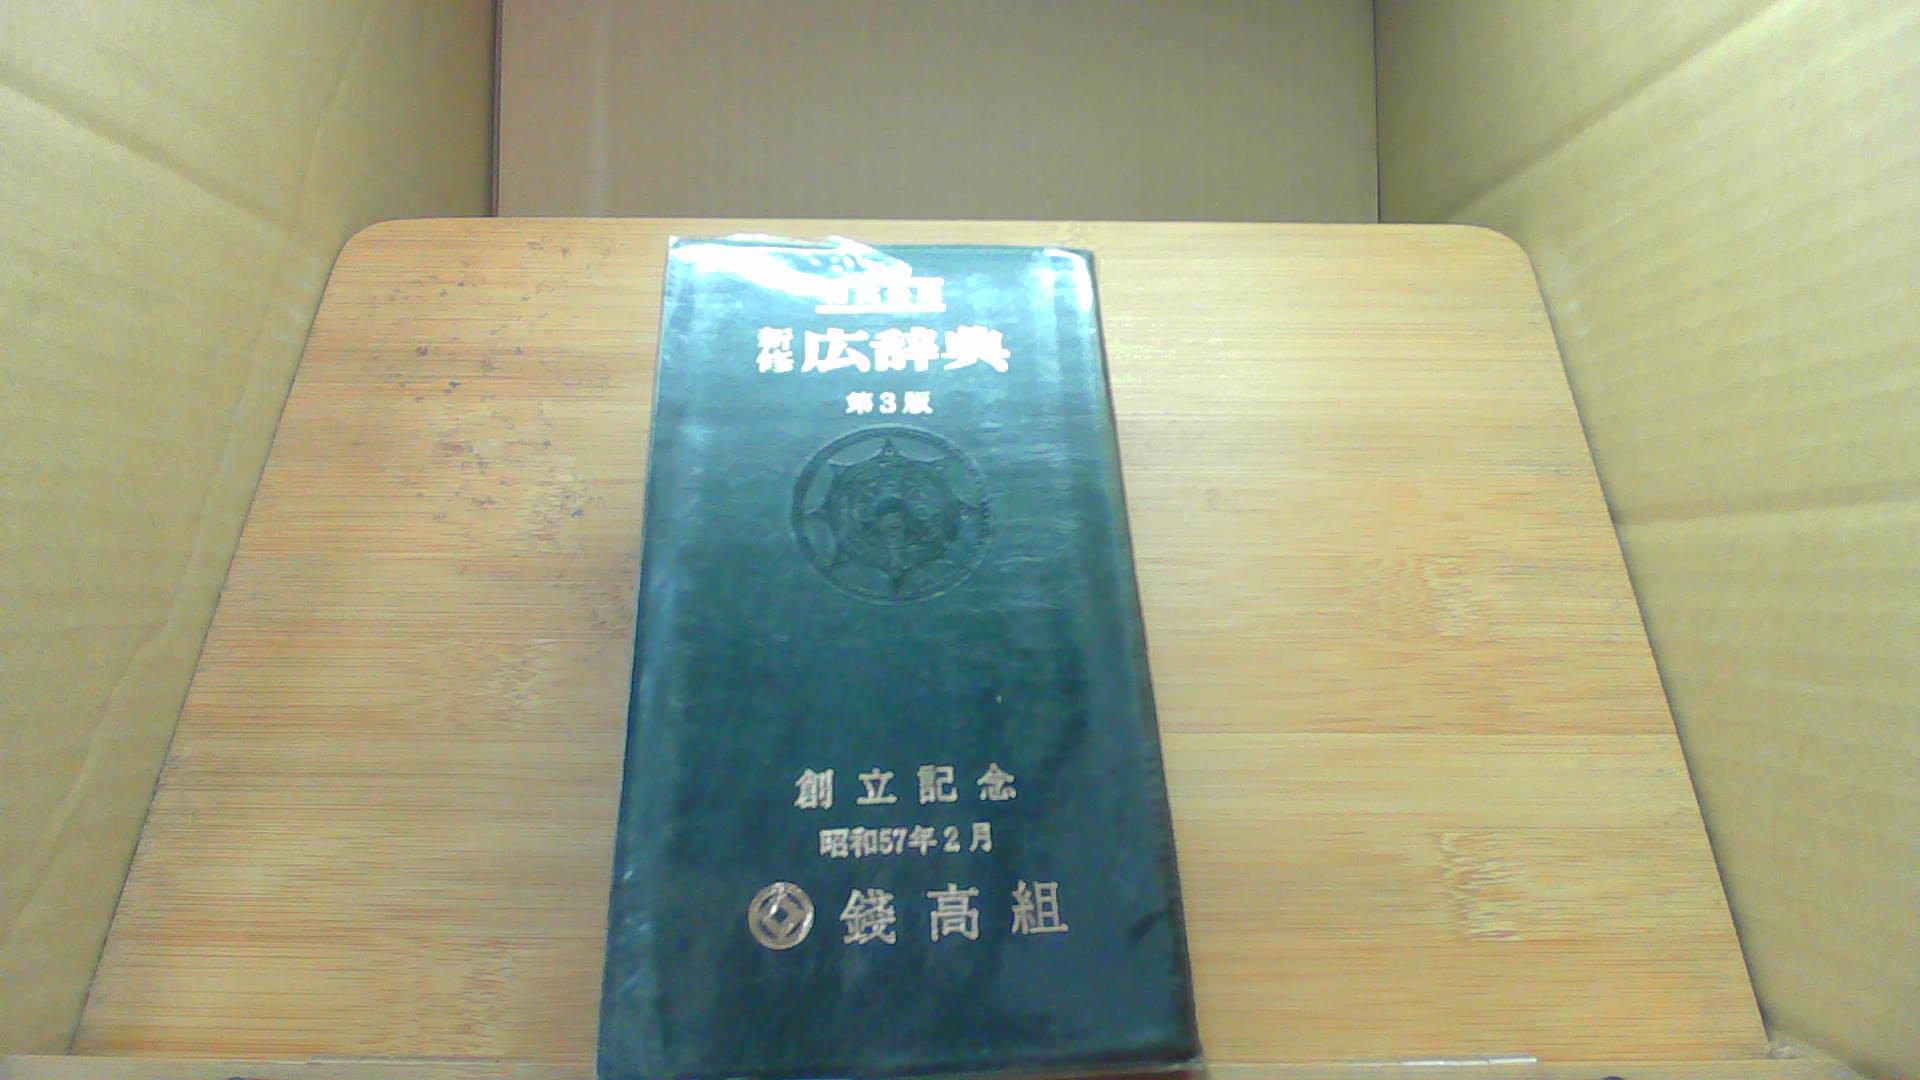 新修 広辞典
第3版
創立記念
昭和57年2月
錢高組